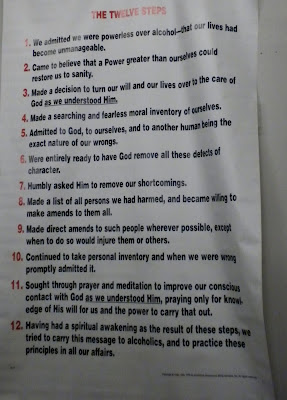 THE TWELVE STEPS
1. We admitted we were powerless over alcohol—that our lives had
become unmanageable.
2. Came to believe that a Power greater than ourselves could
restore us to sanity.
3. Made a decision to turn our will and our lives over to the care of
God as we understood Him.
4. Made a searching and fearless moral inventory of ourselves.
5. Admitted to God, to ourselves, and to another human being the
exact nature of our wrongs.
6. Were entirely ready to have God remove all these defects of
character.
7. Humbly asked Him to remove our shortcomings.
8. Made a list of all persons we had harmed, and became willing to
make amends to them all.
9. Made direct amends to such people wherever possible, except
when to do so would injure them or others.
10. Continued to take personal inventory and when we were wrong
promptly admitted it.
11. Sought through prayer and meditation to improve our conscious
contact with God as we understood Him, praying only for knowl-
edge of His will for us and the power to carry that out.
12. Having had a spiritual awakening as the result of these steps, we
tried to carry this message to alcoholics, and to practice these
principles in all our affairs.